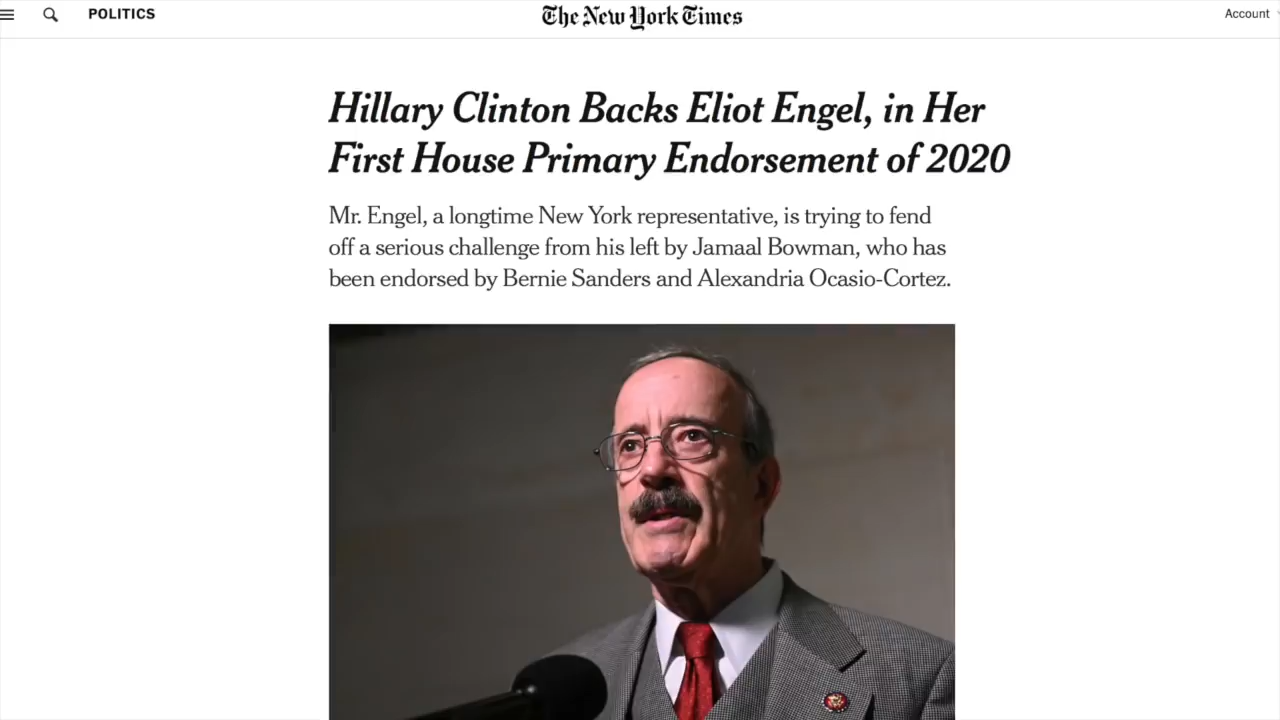 POLITICS
The New York Times
Account
Hillary Clinton Backs Eliot Engel, in Her
First House Primary Endorsement of 2020
Mr. Engel, a longtime New York representative, is trying to fend
off a serious challenge from his left by Jamaal Bowman, who has
been endorsed by Bernie Sanders and Alexandria Ocasio-Cortez.